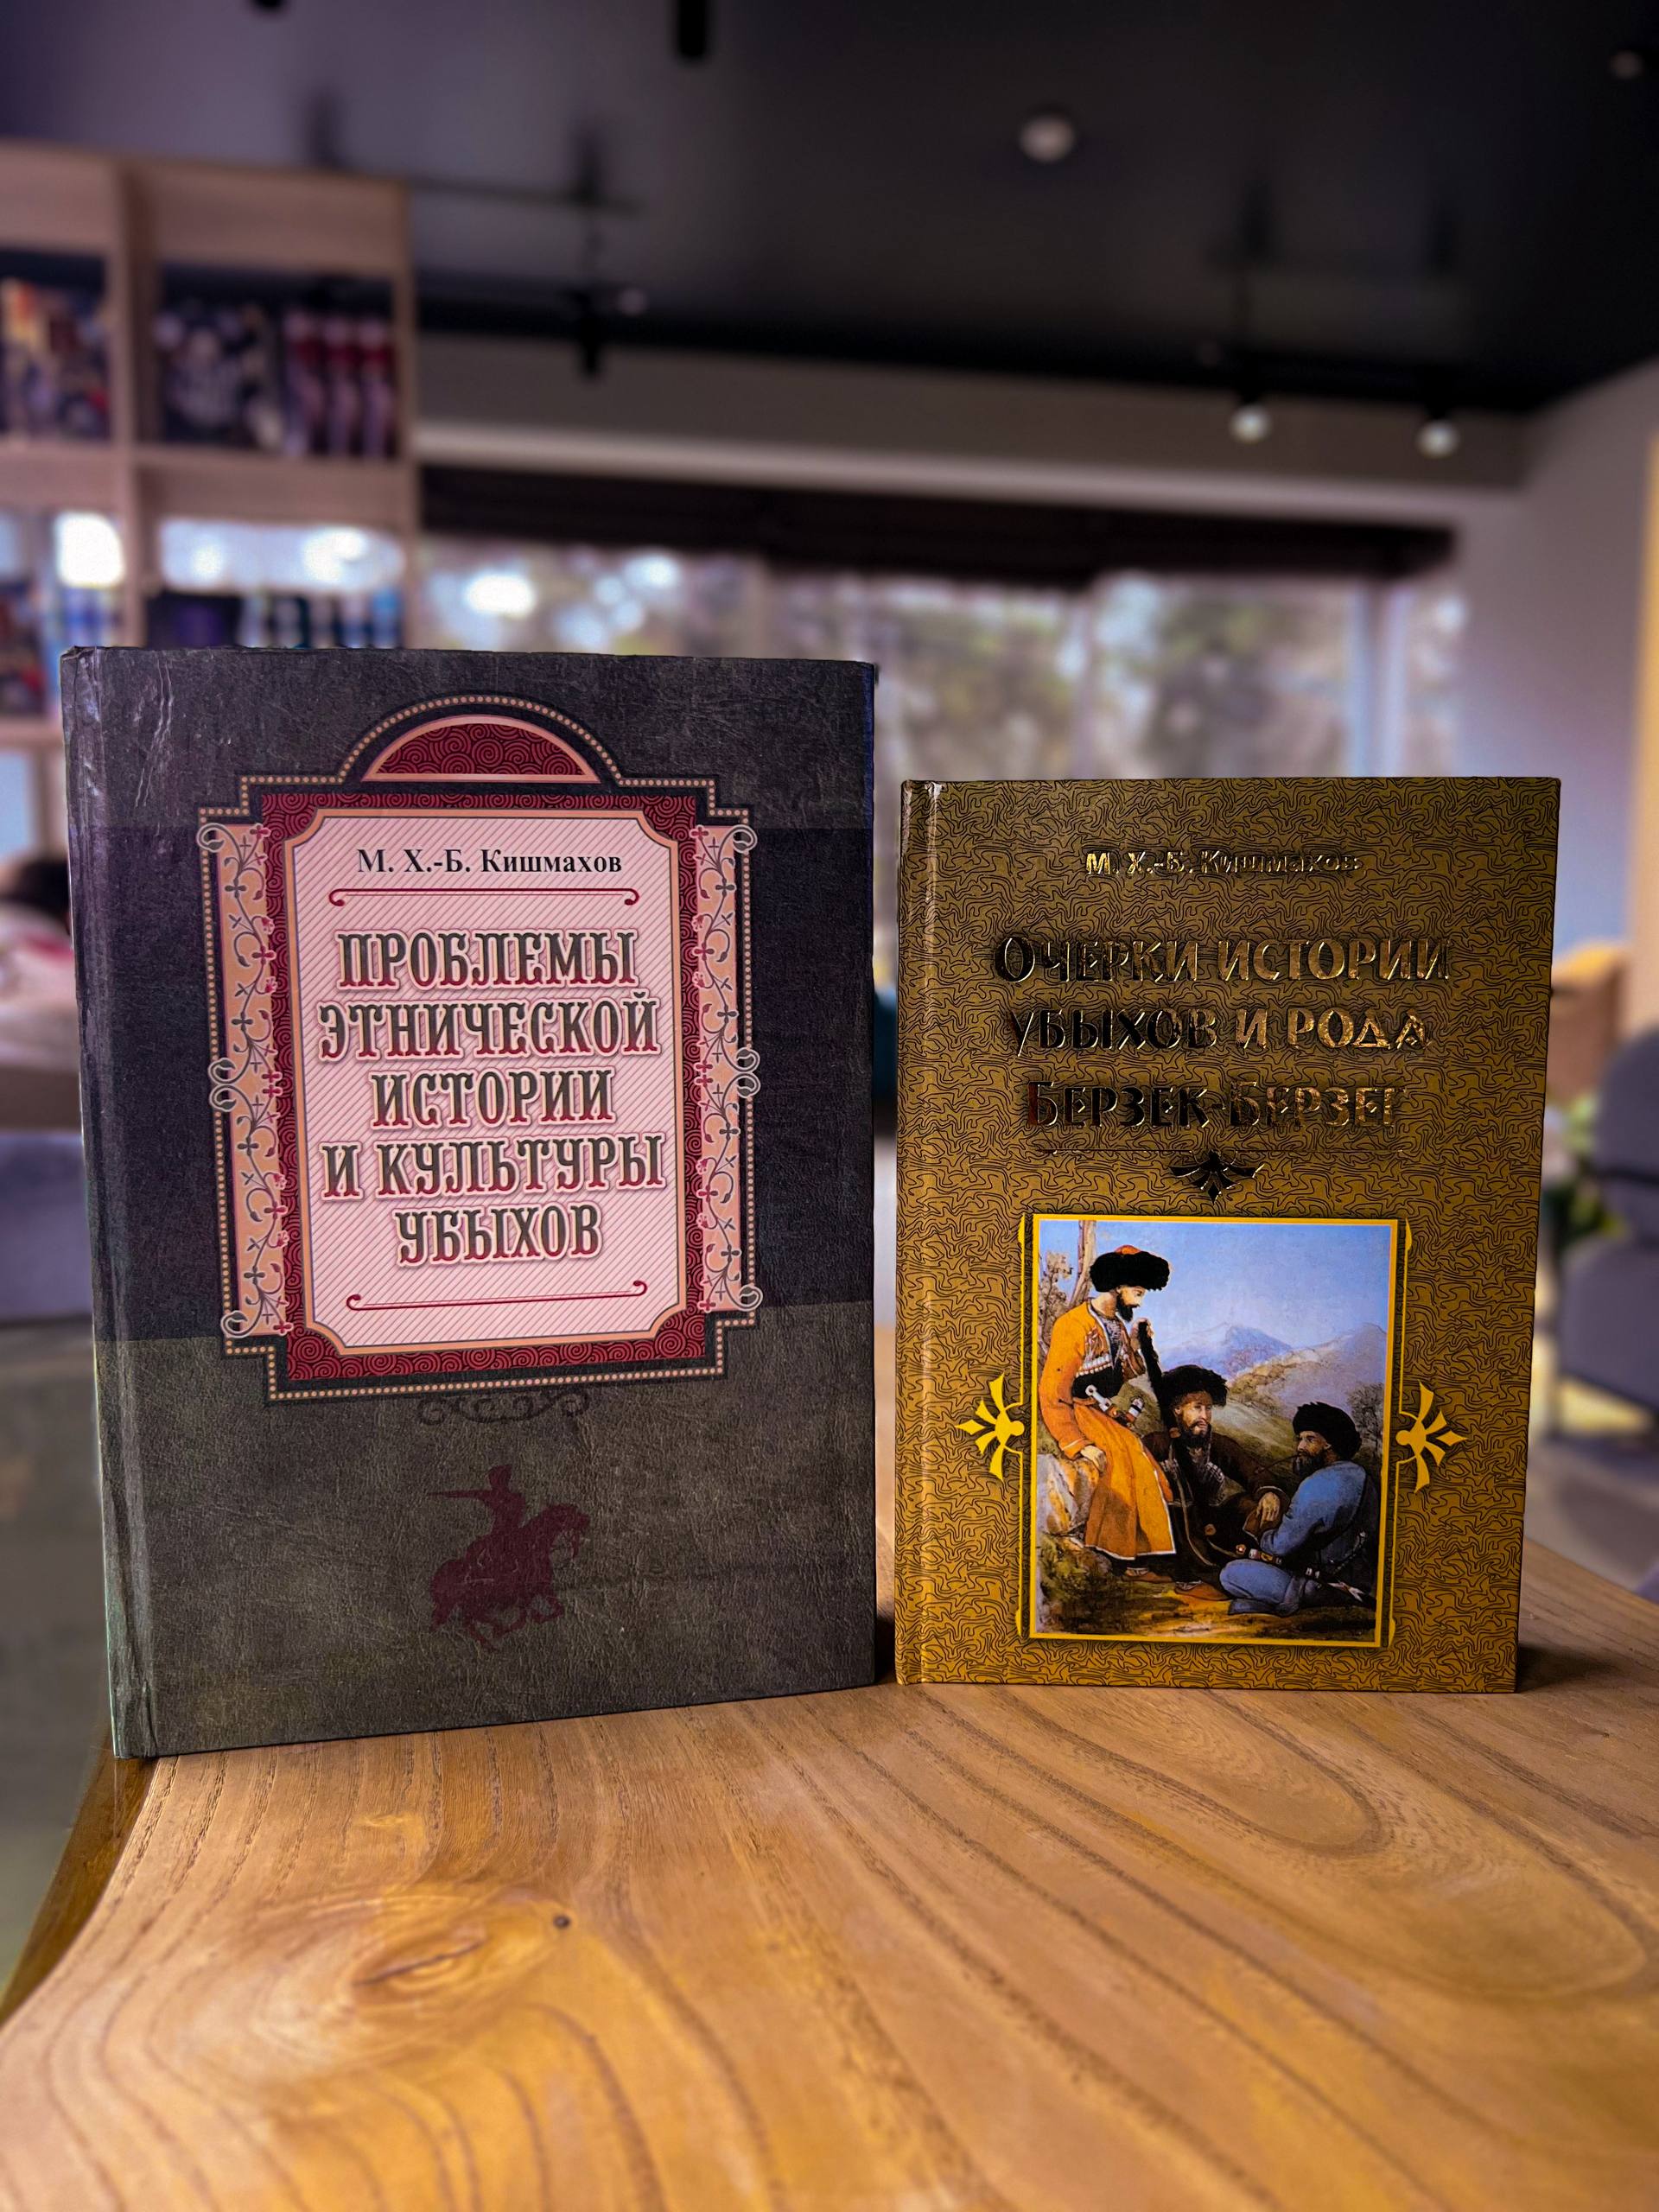 М. Х.-Б. Кишмахов
ПРОБЛЕМЫ
ЭТНИЧЕСКОЙ
ИСТОРИИ
И КУЛЬТУРЫ
УБЫХОВ
М. Х.-Б. Кишмахов
ОЧЕРКИ ИСТОРИИ
УБЫХОВ И РОДА
БЕРЗЕК-БЕРЗЕГ